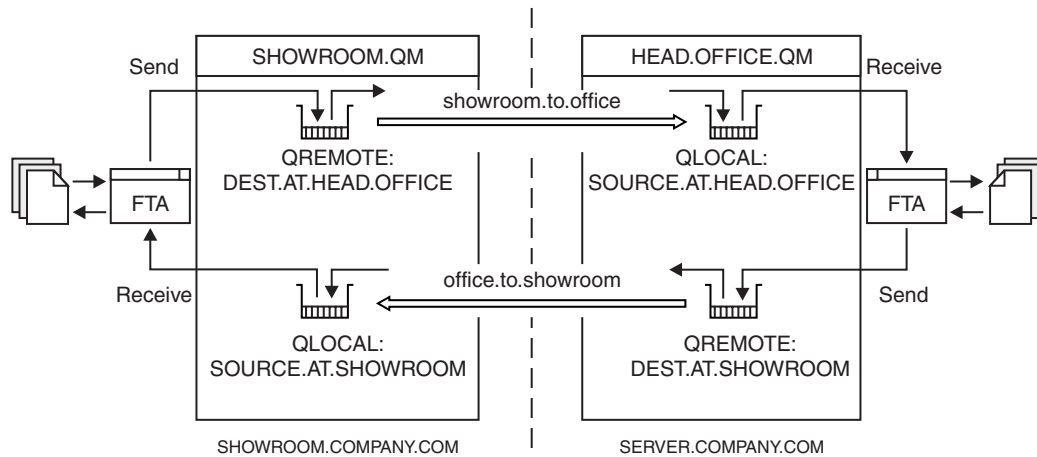 SHOWROOM.QM
HEAD.OFFICE.QM
Send
Receive
showroom.to.office
QREMOTE:
DEST.AT.HEAD.OFFICE
QLOCAL:
SOURCE.AT.HEAD.OFFICE
FTA
FTA
office.to.showroom
Receive
Send
QLOCAL:
SOURCE.AT.SHOWROOM
QREMOTE:
DEST.AT.SHOWROOM
SHOWROOM.COMPANY.COM
SERVER.COMPANY.COM